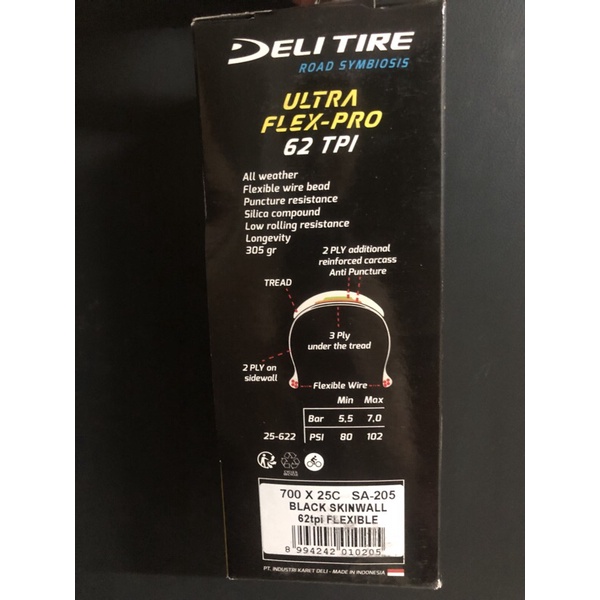 DELI TIRE
ROAD SYMBIOSIS
ULTRA
FLEX-PRO
62 TPI
All weather
Flexible wire bead
Puncture resistance
Silica compound
Low rolling resistance
Longevity
305 gr
2 PLY additional
reinforced carcass
Anti Puncture
TREAD
3 Ply
under the tread
2 PLY on
sidewall
Flexible Wire
Min Max
Bar 5,5 7,0
25-622 PSI 80 102
700 X 25C SA-205
BLACK SKINWALL
62tpi FLEXIBLE
8 994242 010205
PT. INDUSTRI KARET DELI - MADE IN INDONESIA